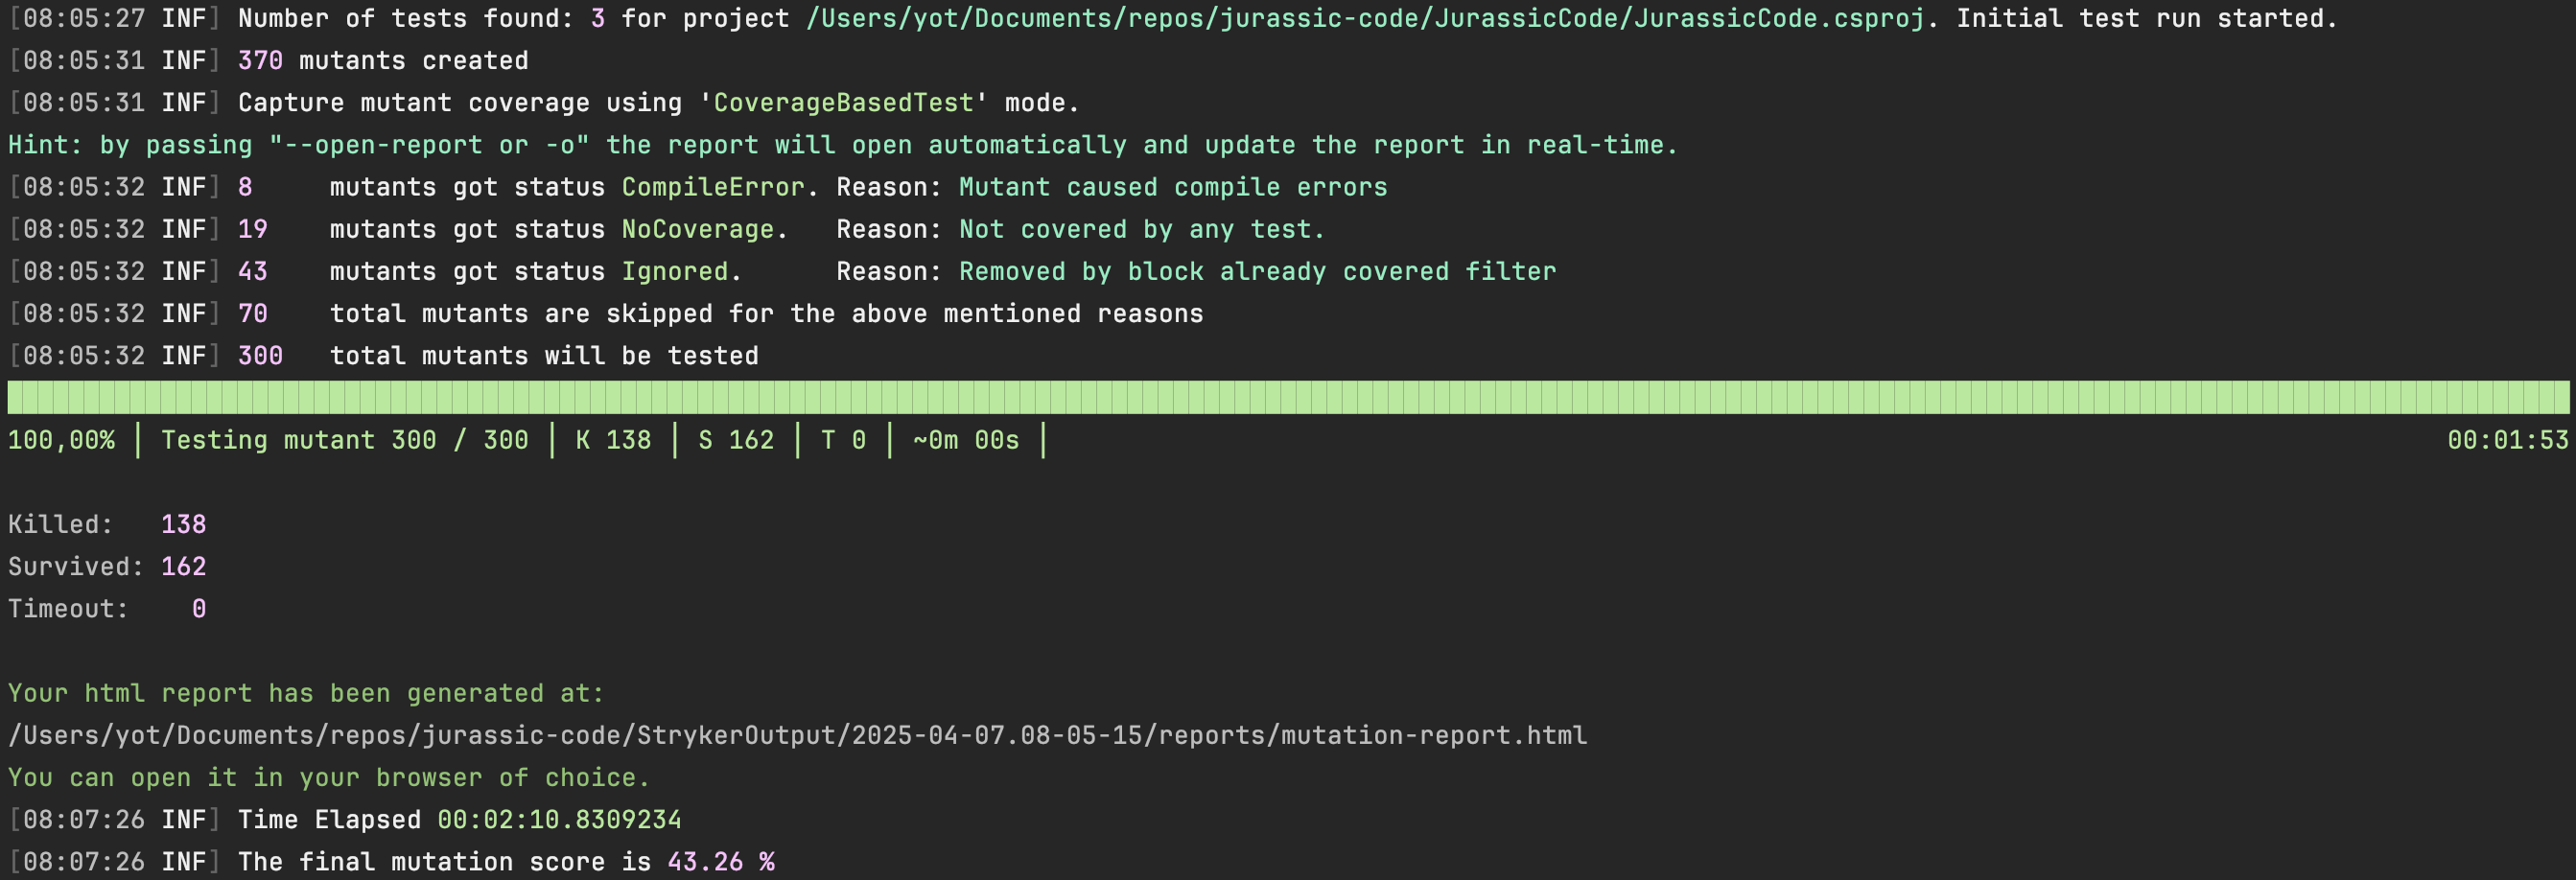 [08:05:27 INF] Number of tests found: 3 for project /Users/yot/Documents/repos/jurassic-code/JurassicCode/JurassicCode.csproj. Initial test run started.
[08:05:31 INF] 370 mutants created
[08:05:31 INF] Capture mutant coverage using 'CoverageBasedTest' mode.
Hint: by passing "--open-report or -o" the report will open automatically and update the report in real-time.
[08:05:32 INF] 8     mutants got status CompileError. Reason: Mutant caused compile errors
[08:05:32 INF] 19    mutants got status NoCoverage.   Reason: Not covered by any test.
[08:05:32 INF] 43    mutants got status Ignored.      Reason: Removed by block already covered filter
[08:05:32 INF] 70    total mutants are skipped for the above mentioned reasons
[08:05:32 INF] 300   total mutants will be tested
100,00% │ Testing mutant 300 / 300 │ K 138 │ S 162 │ T 0 │ ~0m 00s │ 00:01:53
Killed:   138
Survived: 162
Timeout:    0
Your html report has been generated at:
/Users/yot/Documents/repos/jurassic-code/StrykerOutput/2025-04-07.08-05-15/reports/mutation-report.html
You can open it in your browser of choice.
[08:07:26 INF] Time Elapsed 00:02:10.8309234
[08:07:26 INF] The final mutation score is 43.26 %